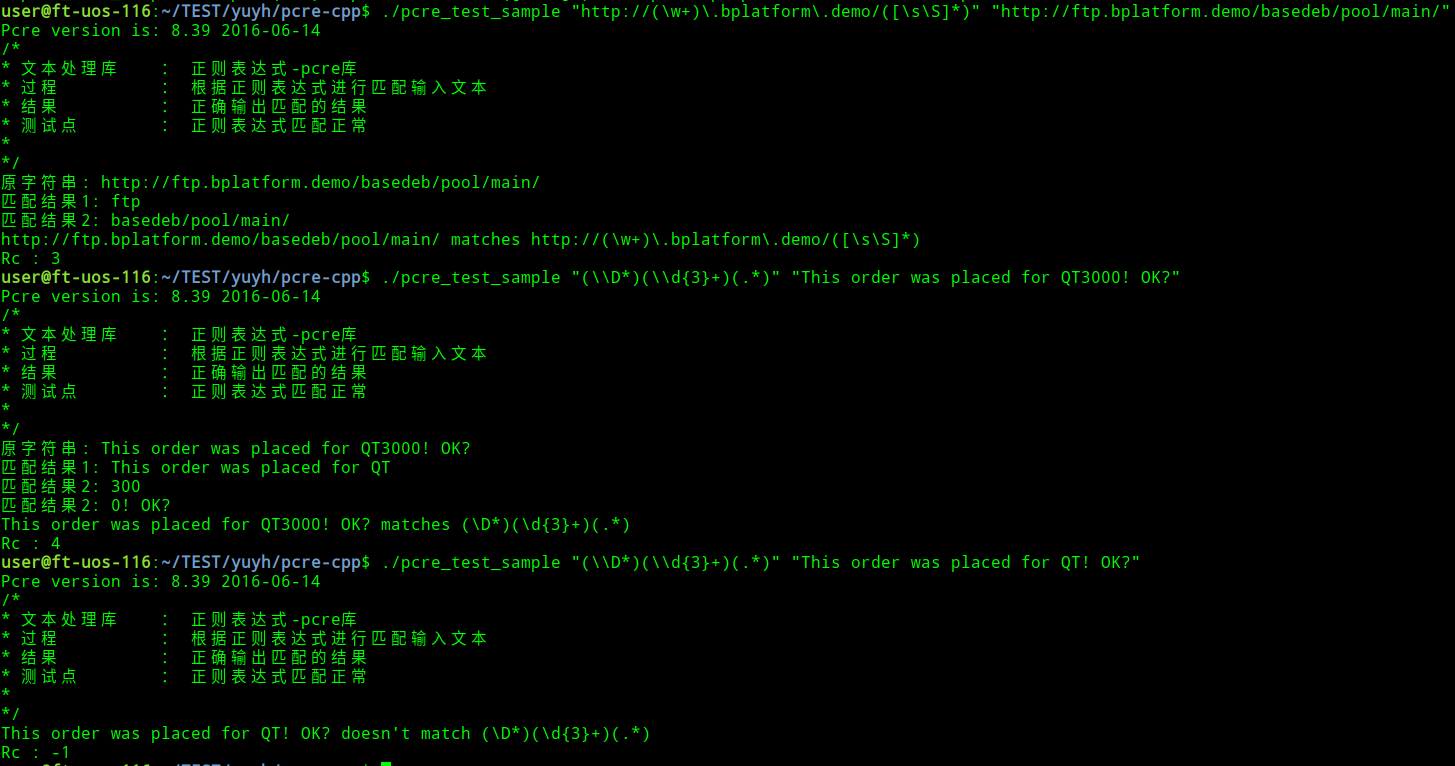 user@ft-uos-116:~/TEST/yuyh/pcre-cpp$ ./pcre_test_sample "http://(\w+)\.bplatform\.demo/([\s\S]*)" "http://ftp.bplatform.demo/basedeb/pool/main/"
Pcre version is: 8.39 2016-06-14
/*
* 文本处理库    :  正则表达式-pcre库
* 过程          :  根据正则表达式进行匹配输入文本
* 结果          :  正确输出匹配的结果
* 测试点        :  正则表达式匹配正常
*
*/
原字符串: http://ftp.bplatform.demo/basedeb/pool/main/
匹配结果1: ftp
匹配结果2: basedeb/pool/main/
http://ftp.bplatform.demo/basedeb/pool/main/ matches http://(\w+)\.bplatform\.demo/([\s\S]*)
Rc : 3
user@ft-uos-116:~/TEST/yuyh/pcre-cpp$ ./pcre_test_sample "(\\D*)(\\d{3}+)(.*)" "This order was placed for QT3000! OK?"
Pcre version is: 8.39 2016-06-14
/*
* 文本处理库    :  正则表达式-pcre库
* 过程          :  根据正则表达式进行匹配输入文本
* 结果          :  正确输出匹配的结果
* 测试点        :  正则表达式匹配正常
*
*/
原字符串: This order was placed for QT3000! OK?
匹配结果1: This order was placed for QT
匹配结果2: 300
匹配结果2: 0! OK?
This order was placed for QT3000! OK? matches (\D*)(\d{3}+)(.*)
Rc : 4
user@ft-uos-116:~/TEST/yuyh/pcre-cpp$ ./pcre_test_sample "(\\D*)(\\d{3}+)(.*)" "This order was placed for QT! OK?"
Pcre version is: 8.39 2016-06-14
/*
* 文本处理库    :  正则表达式-pcre库
* 过程          :  根据正则表达式进行匹配输入文本
* 结果          :  正确输出匹配的结果
* 测试点        :  正则表达式匹配正常
*
*/
This order was placed for QT! OK? doesn't match (\D*)(\d{3}+)(.*)
Rc : -1